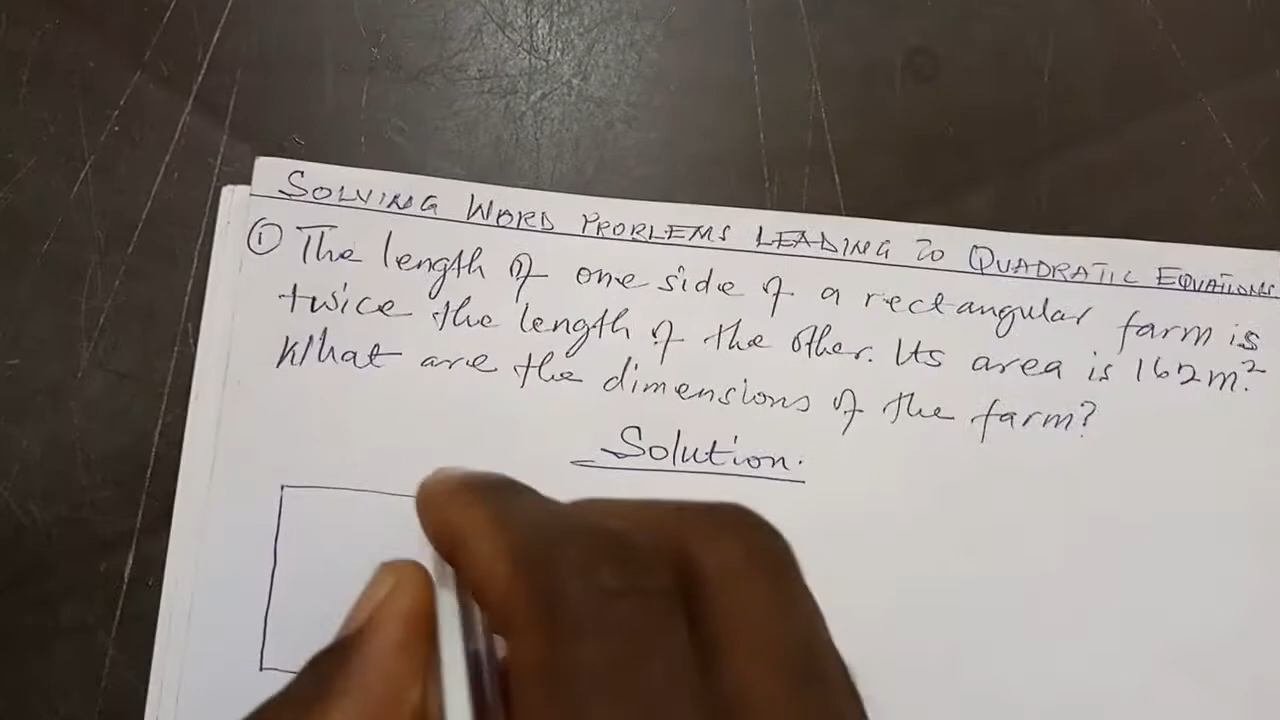 SOLVING WORD PROBLEMS LEADING TO QUADRATIC EQUATIONS
① The length of one side of a rectangular farm is
twice the length of the other. Its area is 162m².
What are the dimensions of the farm?
Solution.